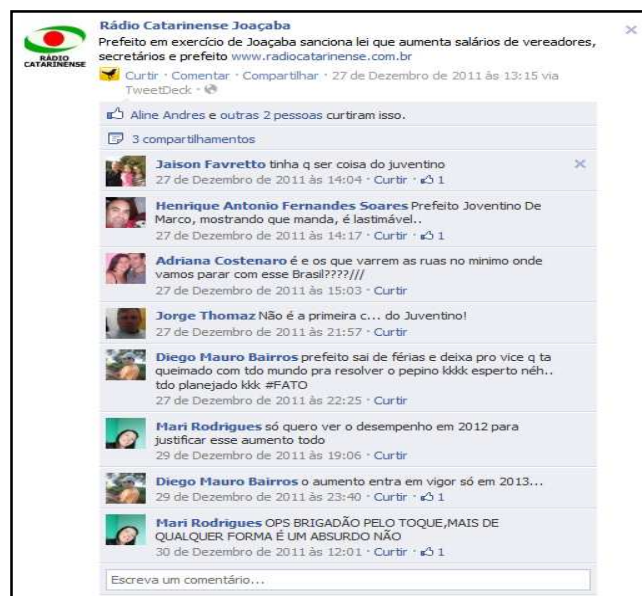 Rádio Catarinense Joaçaba
Prefeito em exercício de Joaçaba sanciona lei que aumenta salários de vereadores,
secretários e prefeito www.radiocatarinense.com.br
RÁDIO
CATARINENSE
Curtir · Comentar · Compartilhar · 27 de Dezembro de 2011 às 13:15 via
TweetDeck ·
Aline Andres e outras 2 pessoas curtiram isso.
3 compartilhamentos
Jaison Favretto tinha q ser coisa do juventino
27 de Dezembro de 2011 às 14:04 · Curtir · 1
Henrique Antonio Fernandes Soares Prefeito Joventino De
Marco, mostrando que manda, é lastimável..
27 de Dezembro de 2011 às 14:17 · Curtir · 1
Adriana Costenaro é e os que varrem as ruas no minimo onde
vamos parar com esse Brasil????///
27 de Dezembro de 2011 às 15:03 · Curtir
Jorge Thomaz Não é a primeira c... do Juventino!
27 de Dezembro de 2011 às 21:57 · Curtir
Diego Mauro Bairros prefeito sai de férias e deixa pro vice q ta
queimado com tdo mundo pra resolver o pepino kkkk esperto néh..
tdo planejado kkk #FATO
27 de Dezembro de 2011 às 22:25 · Curtir
Mari Rodrigues só quero ver o desempenho em 2012 para
justificar esse aumento todo
29 de Dezembro de 2011 às 19:06 · Curtir
Diego Mauro Bairros o aumento entra em vigor só em 2013...
29 de Dezembro de 2011 às 23:40 · Curtir · 1
Mari Rodrigues OPS BRIGADÃO PELO TOQUE,MAIS DE
QUALQUER FORMA É UM ABSURDO NÃO
30 de Dezembro de 2011 às 12:01 · Curtir · 1
Escreva um comentário...